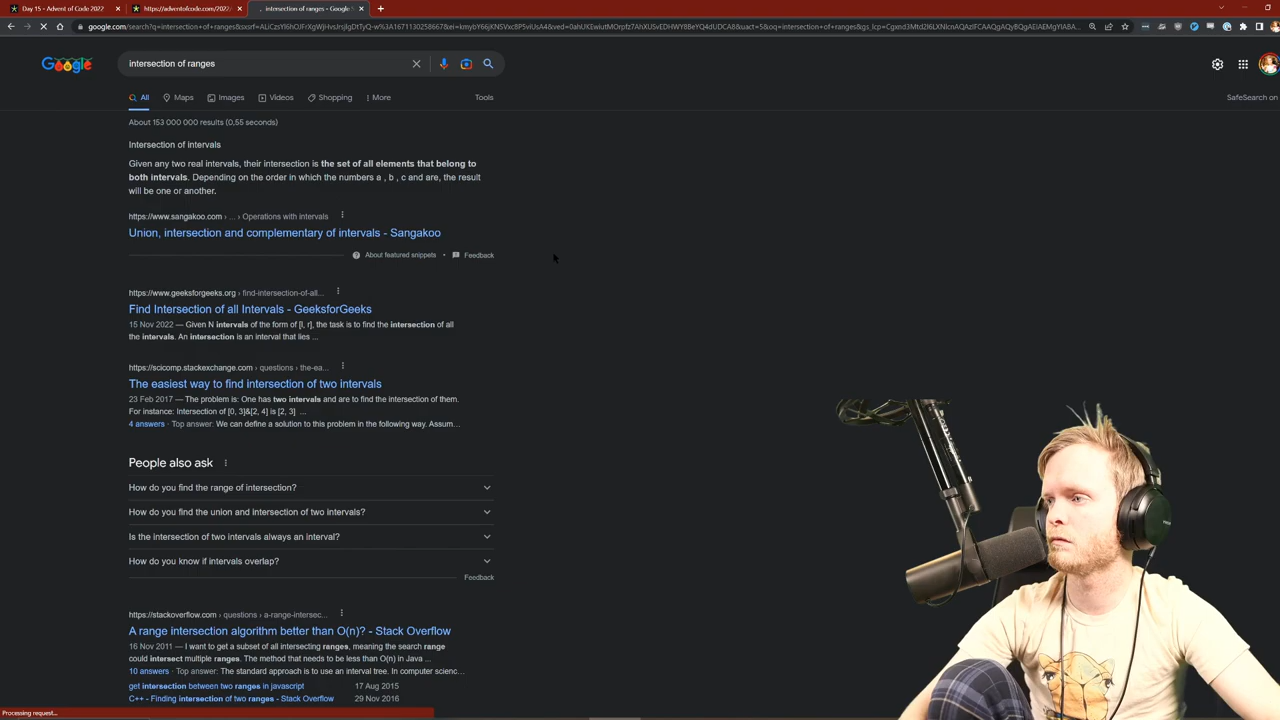 Day 15 - Advent of Code 2022
https://adventofcode.com/2022/
intersection of ranges - Google S
Google
intersection of ranges
All
Maps
Images
Videos
Shopping
More
Tools
SafeSearch on
About 153 000 000 results (0,55 seconds)
Intersection of intervals
Given any two real intervals, their intersection is the set of all elements that belong to
both intervals. Depending on the order in which the numbers a , b , c and are, the result
will be one or another.
https://www.sangakoo.com › ... › Operations with intervals
Union, intersection and complementary of intervals - Sangakoo
About featured snippets • Feedback
https://www.geeksforgeeks.org › find-intersection-of-all...
Find Intersection of all Intervals - GeeksforGeeks
15 Nov 2022 — Given N intervals of the form of [l, r], the task is to find the intersection of all
the intervals. An intersection is an interval that lies ...
https://scicomp.stackexchange.com › questions › the-ea...
The easiest way to find intersection of two intervals
23 Feb 2017 — The problem is: One has two intervals and are to find the intersection of them.
For instance: Intersection of [0, 3]&[2, 4] is [2, 3] ...
4 answers · Top answer: We can define a solution to this problem in the following way. Assum...
People also ask
How do you find the range of intersection?
How do you find the union and intersection of two intervals?
Is the intersection of two intervals always an interval?
How do you know if intervals overlap?
Feedback
https://stackoverflow.com › questions › a-range-intersec...
A range intersection algorithm better than O(n)? - Stack Overflow
16 Nov 2011 — I want to get a subset of all intersecting ranges, meaning the search range
could intersect multiple ranges. The method that needs to be less than O(n) in Java ...
10 answers · Top answer: The standard approach is to use an interval tree. In computer scienc...
get intersection between two ranges in javascript 17 Aug 2015
C++ - Finding intersection of two ranges - Stack Overflow 29 Nov 2016
Processing request...